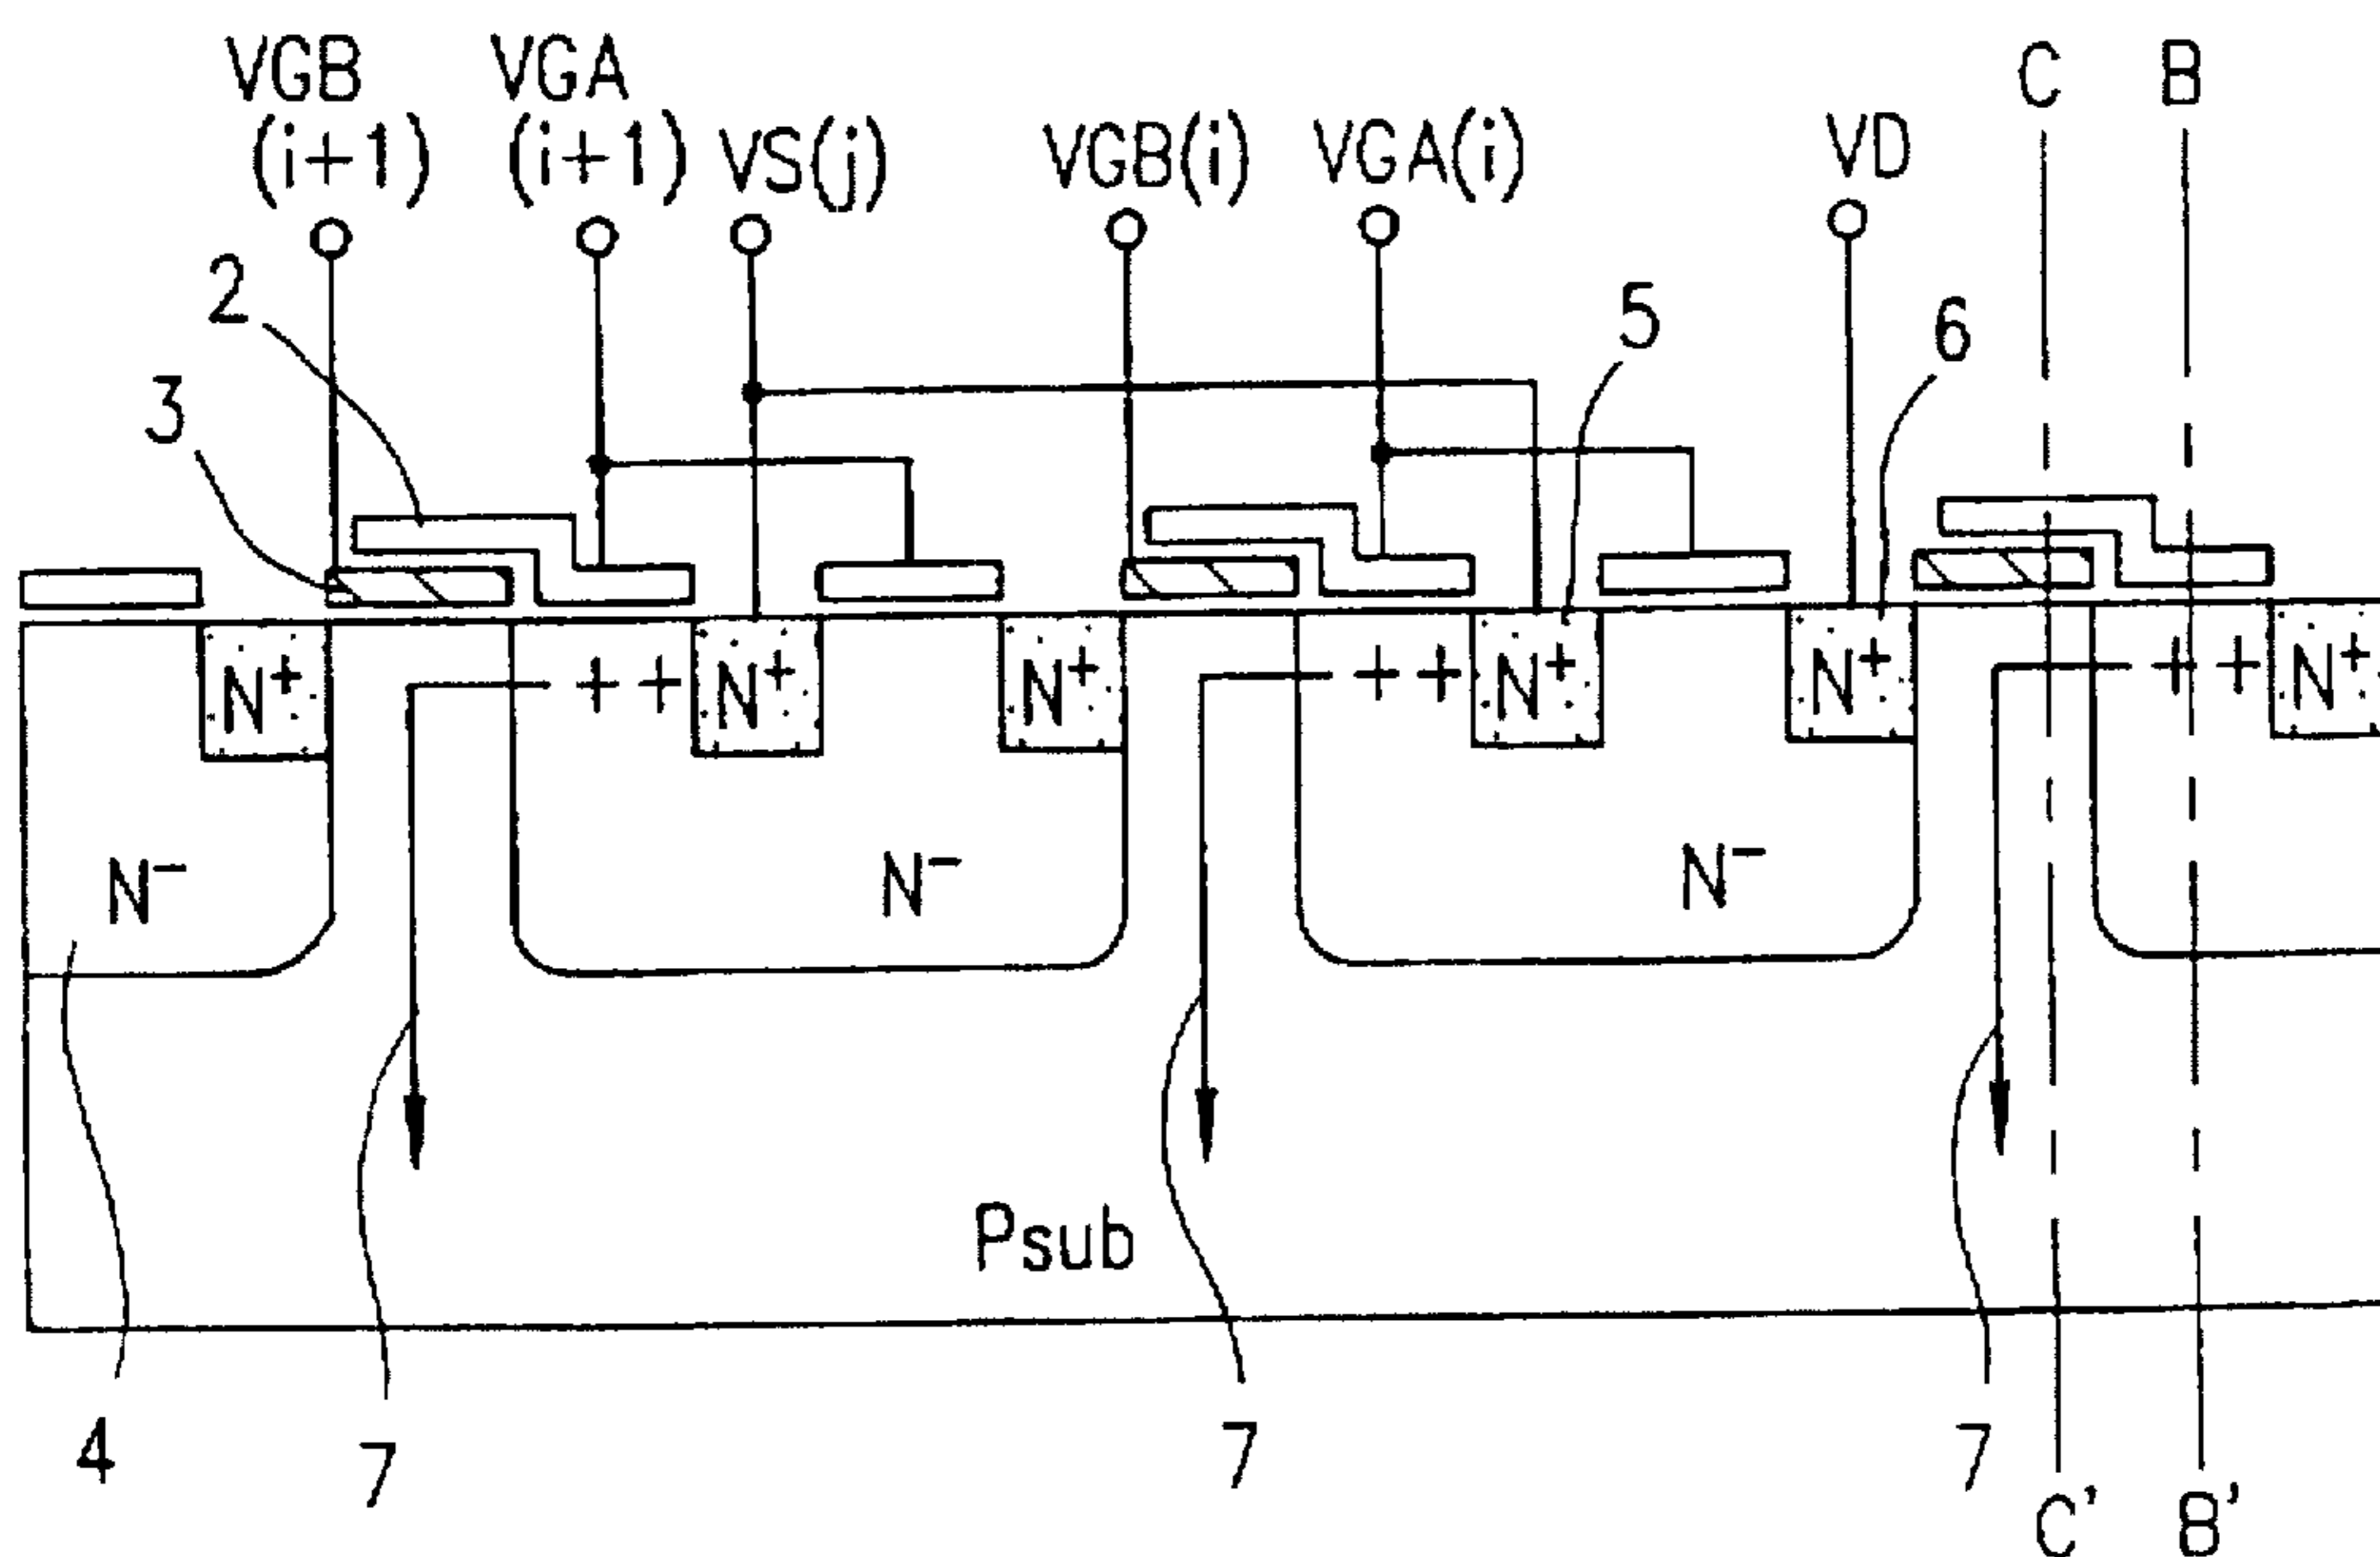 VGB
(i+1)
VGA
(i+1)
VS(j)
VGB(i)
VGA(i)
VD
C
B
2
3
5
6
N+
++
N+
N+
++
N+
N+
++
N+
N−
N−
N−
Psub
4
7
7
7
C'
B'